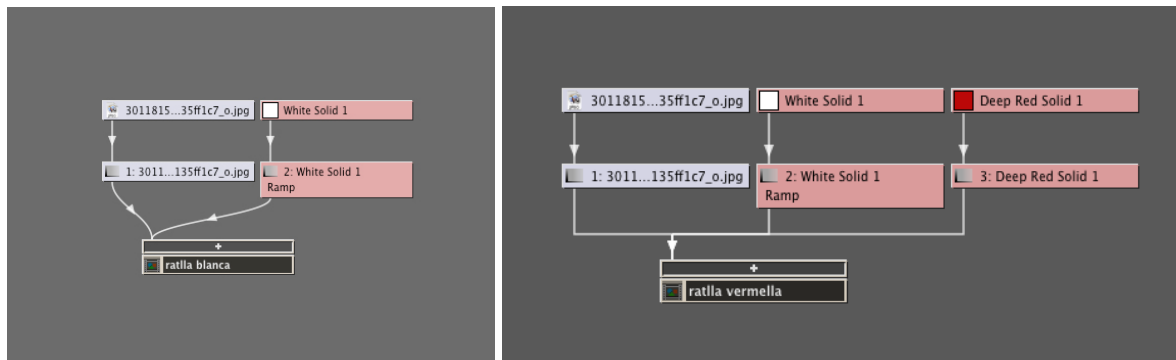 3011815...35ff1c7_o.jpg
White Solid 1
1: 3011...135ff1c7_o.jpg
2: White Solid 1
Ramp
+
ratlla blanca
3011815...35ff1c7_o.jpg
White Solid 1
Deep Red Solid 1
1: 3011...135ff1c7_o.jpg
2: White Solid 1
Ramp
3: Deep Red Solid 1
+
ratlla vermella